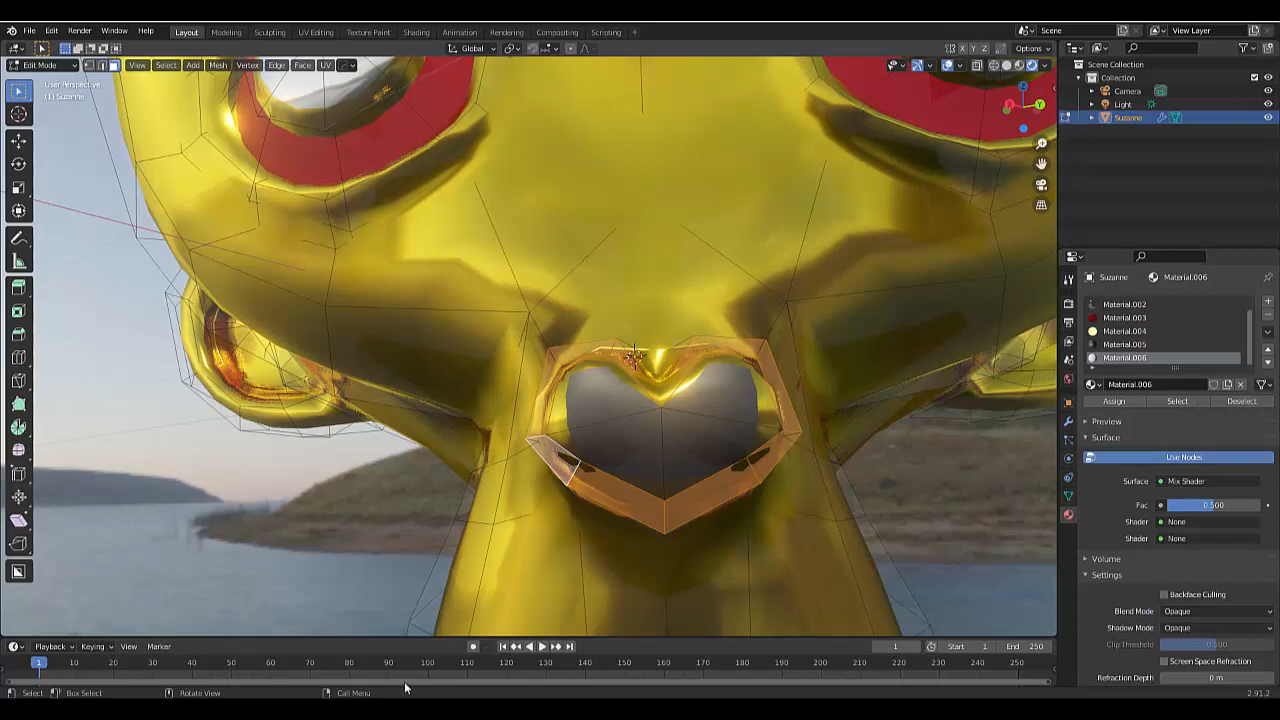 File Edit Render Window Help Layout Modeling Sculpting UV Editing Texture Paint Shading Animation Compositing Rendering Scripting Scene View Layer
Global X Y Z Options
Edit Mode View Select Add Mesh Vertex Edge Face UV
User Perspective
(1) Suzanne
X Y Z
Scene Collection
Collection
Camera
Light
Suzanne
Suzanne Material.006
Material.002
Material.003
Material.004
Material.005
Material.006
Material.006
Assign Select Deselect
Preview
Surface
Use Nodes
Surface Mix Shader
Fac 0.500
Shader None
Shader None
Volume
Settings
Backface Culling
Blend Mode Opaque
Shadow Mode Opaque
Clip Threshold 0.500
Screen Space Refraction
Refraction Depth 0 m
Playback Keying View Marker 1 Start 1 End 250
1 10 20 30 40 50 60 70 80 90 100 110 120 130 140 150 160 170 180 190 200 210 220 230 240 250
Select Box Select Rotate View Call Menu 2.91.2